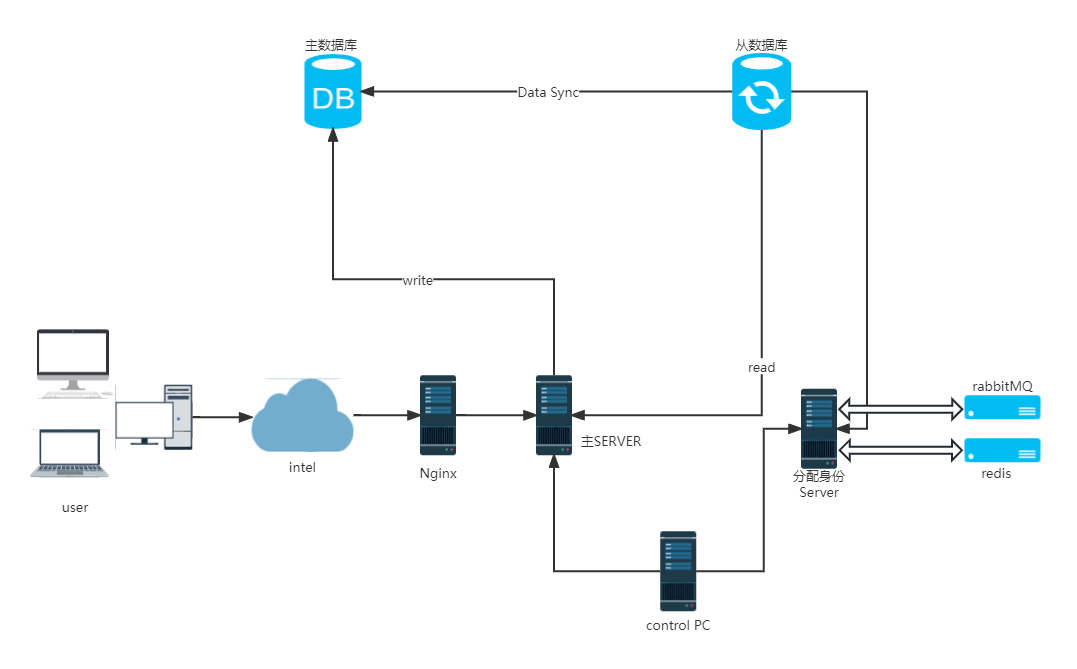 主数据库
从数据库
DB
Data Sync
write
read
rabbitMQ
主SERVER
intel
Nginx
redis
分配身份
Server
user
control PC